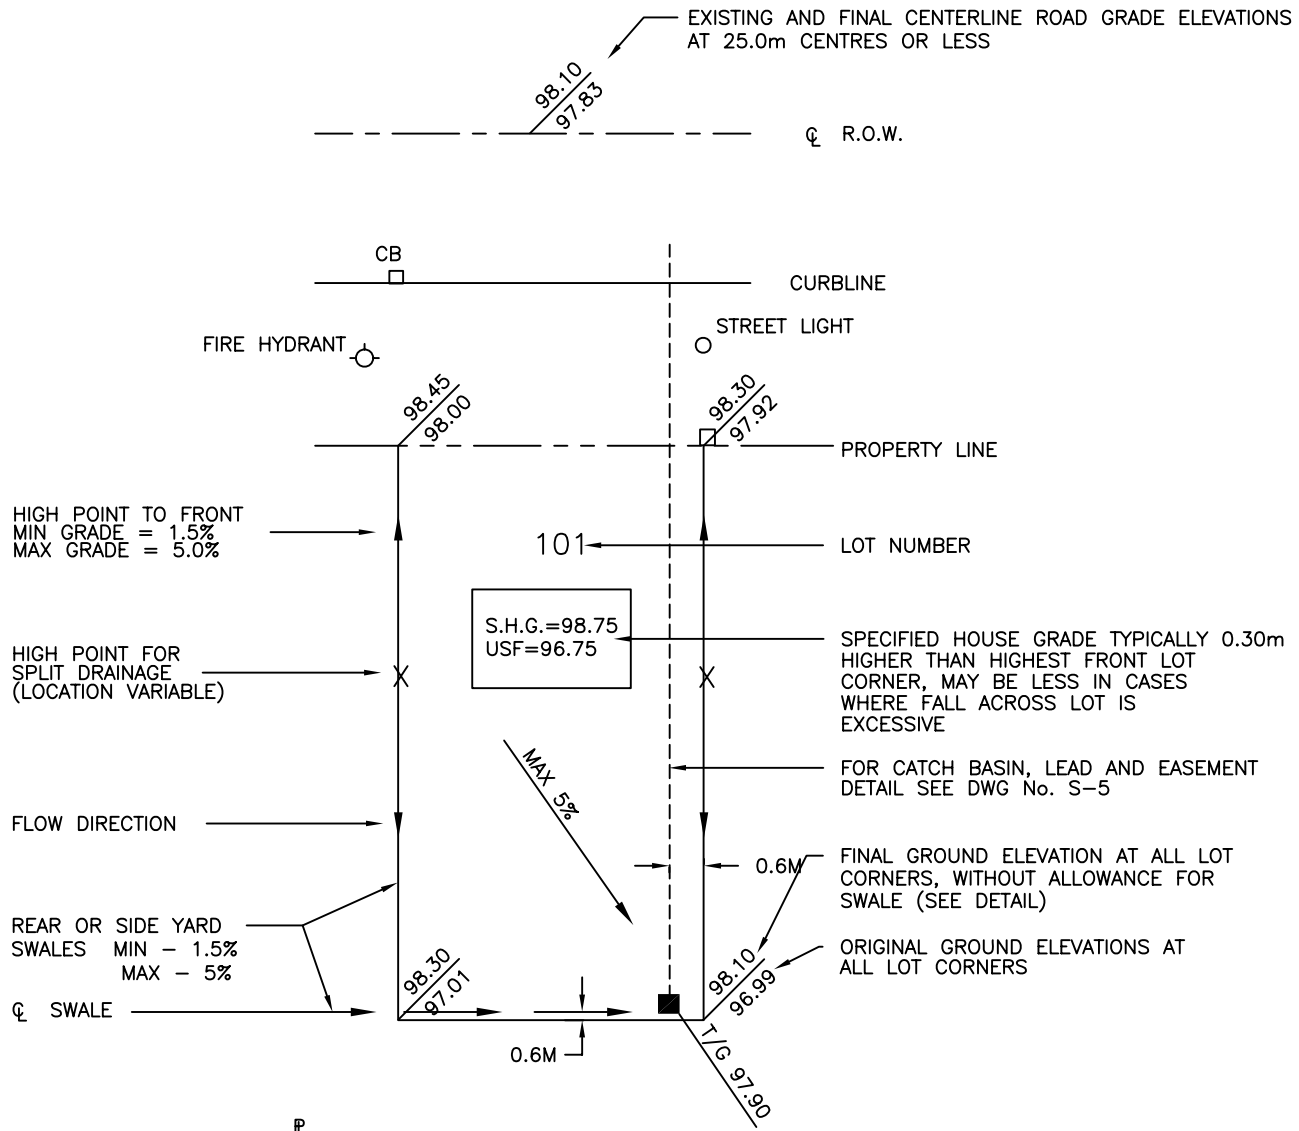 EXISTING AND FINAL CENTERLINE ROAD GRADE ELEVATIONS
AT 25.0m CENTRES OR LESS
98.10
97.83
℄ R.O.W.
CB
CURBLINE
STREET LIGHT
FIRE HYDRANT
98.45
98.00
98.30
97.92
PROPERTY LINE
HIGH POINT TO FRONT
MIN GRADE = 1.5%
MAX GRADE = 5.0%
101
LOT NUMBER
S.H.G.=98.75
USF=96.75
SPECIFIED HOUSE GRADE TYPICALLY 0.30m
HIGHER THAN HIGHEST FRONT LOT
CORNER, MAY BE LESS IN CASES
WHERE FALL ACROSS LOT IS
EXCESSIVE
HIGH POINT FOR
SPLIT DRAINAGE
(LOCATION VARIABLE)
X
X
MAX 5%
FOR CATCH BASIN, LEAD AND EASEMENT
DETAIL SEE DWG No. S-5
FLOW DIRECTION
0.6M
FINAL GROUND ELEVATION AT ALL LOT
CORNERS, WITHOUT ALLOWANCE FOR
SWALE (SEE DETAIL)
REAR OR SIDE YARD
SWALES MIN - 1.5%
MAX - 5%
98.30
97.01
98.10
96.99
ORIGINAL GROUND ELEVATIONS AT
ALL LOT CORNERS
℄ SWALE
0.6M
T/G 97.90